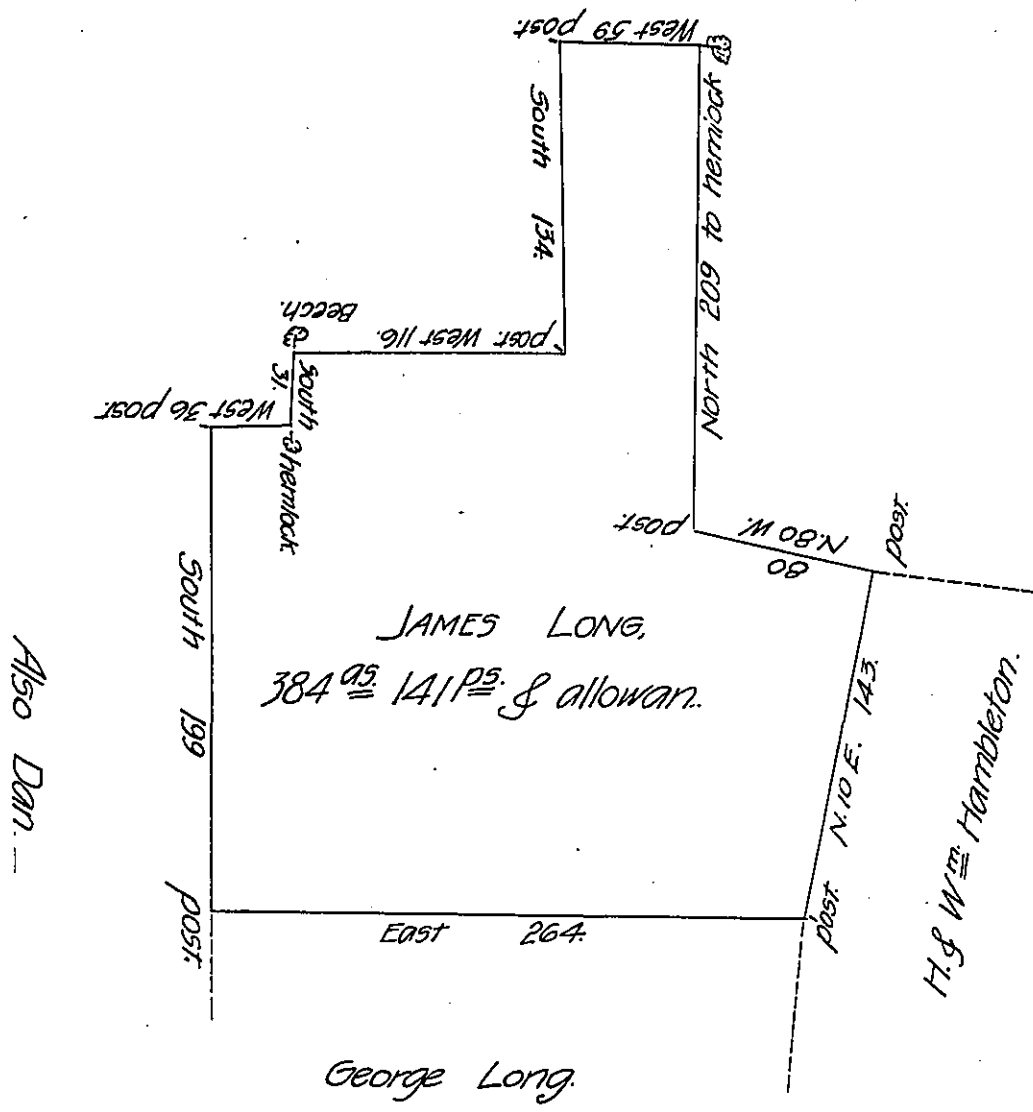 West 59 post.
South 134.
North 209 to hemlock
Beech.
post. West 116.
South
31.
West 36 post.
hemlock
post.
N.80 W.
80
post.
South 199
JAMES LONG,
384 as. 141 ps. & allowan..
N. 10 E. 143.
H. & Wm. Hambleton.
Also Dan.—
post.
East 264.
post.
George Long.